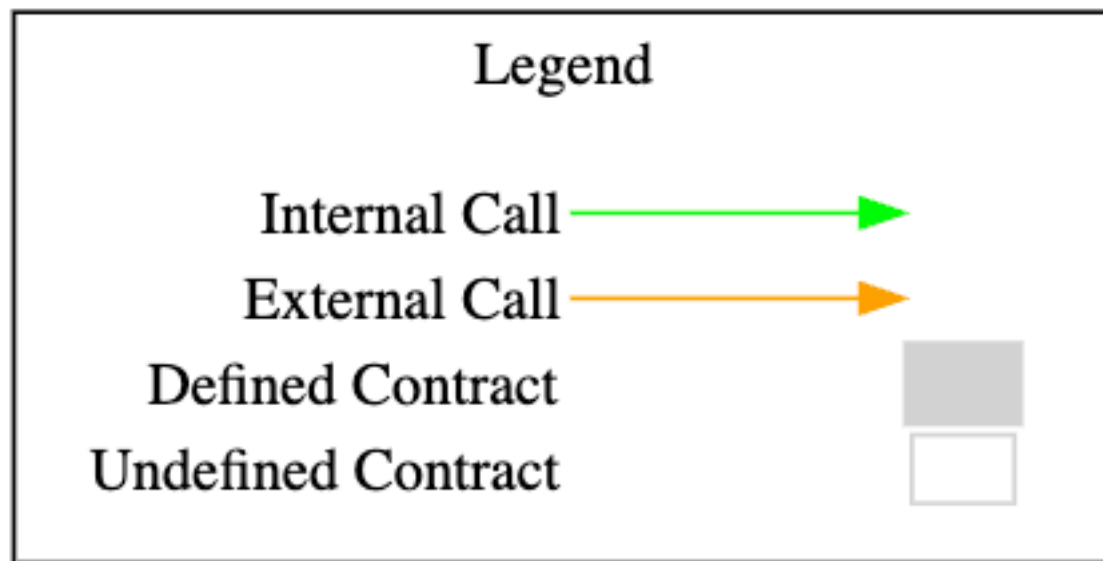 Legend
Internal Call
External Call
Defined Contract
Undefined Contract